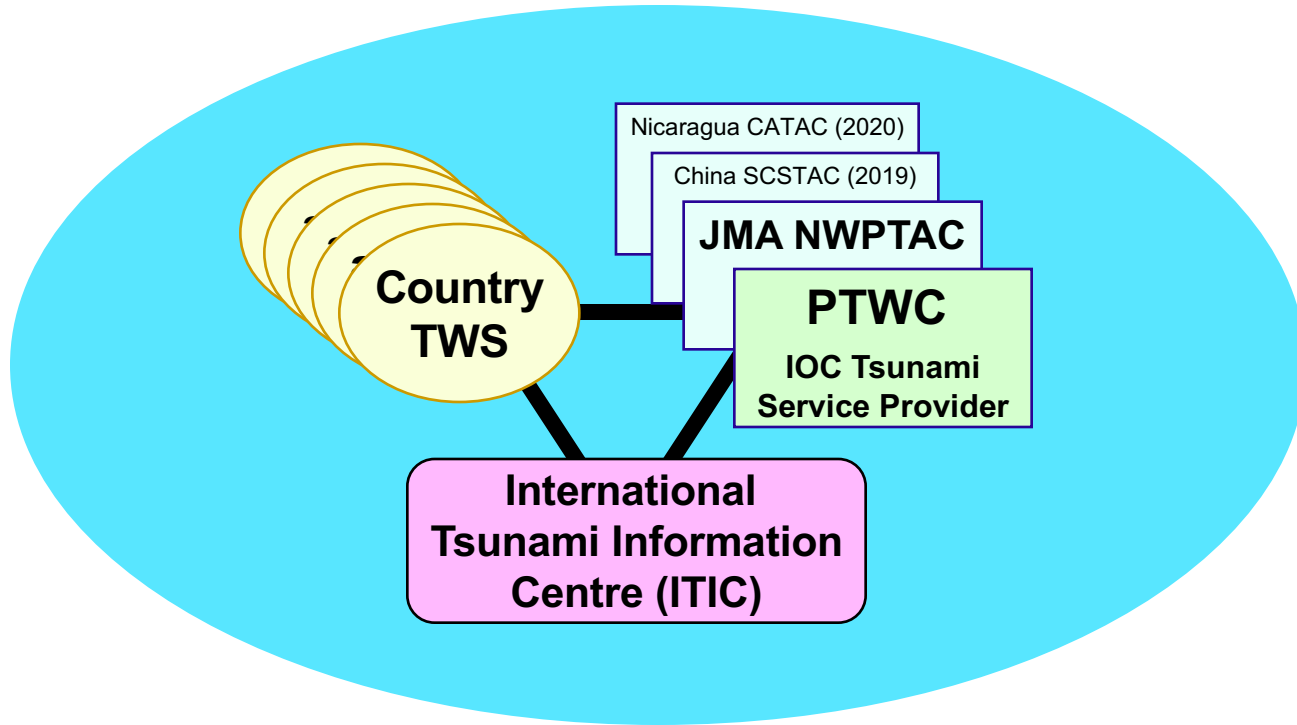 Nicaragua CATAC (2020)
China SCSTAC (2019)
JMA NWPTAC
PTWC
IOC Tsunami
Service Provider
Country
TWS
International
Tsunami Information
Centre (ITIC)